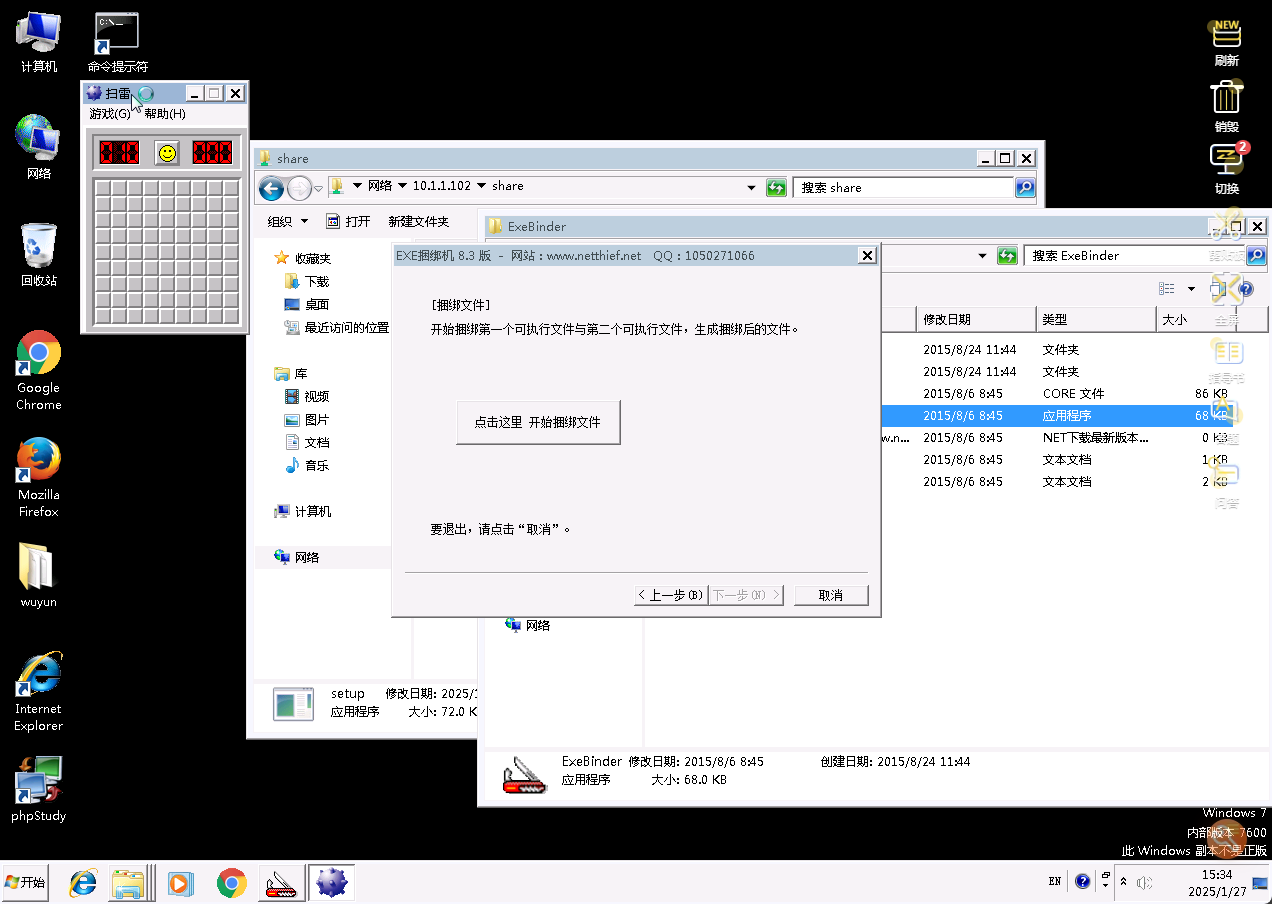 计算机
命令提示符
网络
回收站
Google
Chrome
Mozilla
Firefox
wuyun
Internet
Explorer
phpStudy
扫雷
游戏(G) 帮助(H)
share
网络 10.1.1.102 share
搜索 share
组织 打开 新建文件夹
收藏夹
下载
桌面
最近访问的位置
库
视频
图片
文档
音乐
计算机
网络
setup 修改日期: 2025/1
应用程序 大小: 72.0 K
ExeBinder
搜索 ExeBinder
修改日期 类型 大小
2015/8/24 11:44 文件夹
2015/8/24 11:44 文件夹
2015/8/6 8:45 CORE 文件 86 KB
2015/8/6 8:45 应用程序 68 KB
w.n... 2015/8/6 8:45 NET下载最新版本... 0 KB
2015/8/6 8:45 文本文档 1 KB
2015/8/6 8:45 文本文档 2 KB
网络
ExeBinder 修改日期: 2015/8/6 8:45 创建日期: 2015/8/24 11:44
应用程序 大小: 68.0 KB
EXE捆绑机 8.3 版 - 网站：www.netthief.net QQ：1050271066
[捆绑文件]
开始捆绑第一个可执行文件与第二个可执行文件，生成捆绑后的文件。
点击这里 开始捆绑文件
要退出，请点击“取消”。
< 上一步(B) 下一步(N) > 取消
NEW
刷新
销毁
2
切换
全屏
指导书
问答
Windows 7
内部版本 7600
此 Windows 副本不是正版
开始
EN
15:34
2025/1/27